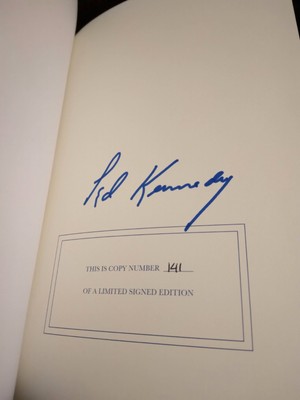 Ted Kennedy
THIS IS COPY NUMBER 141
OF A LIMITED SIGNED EDITION